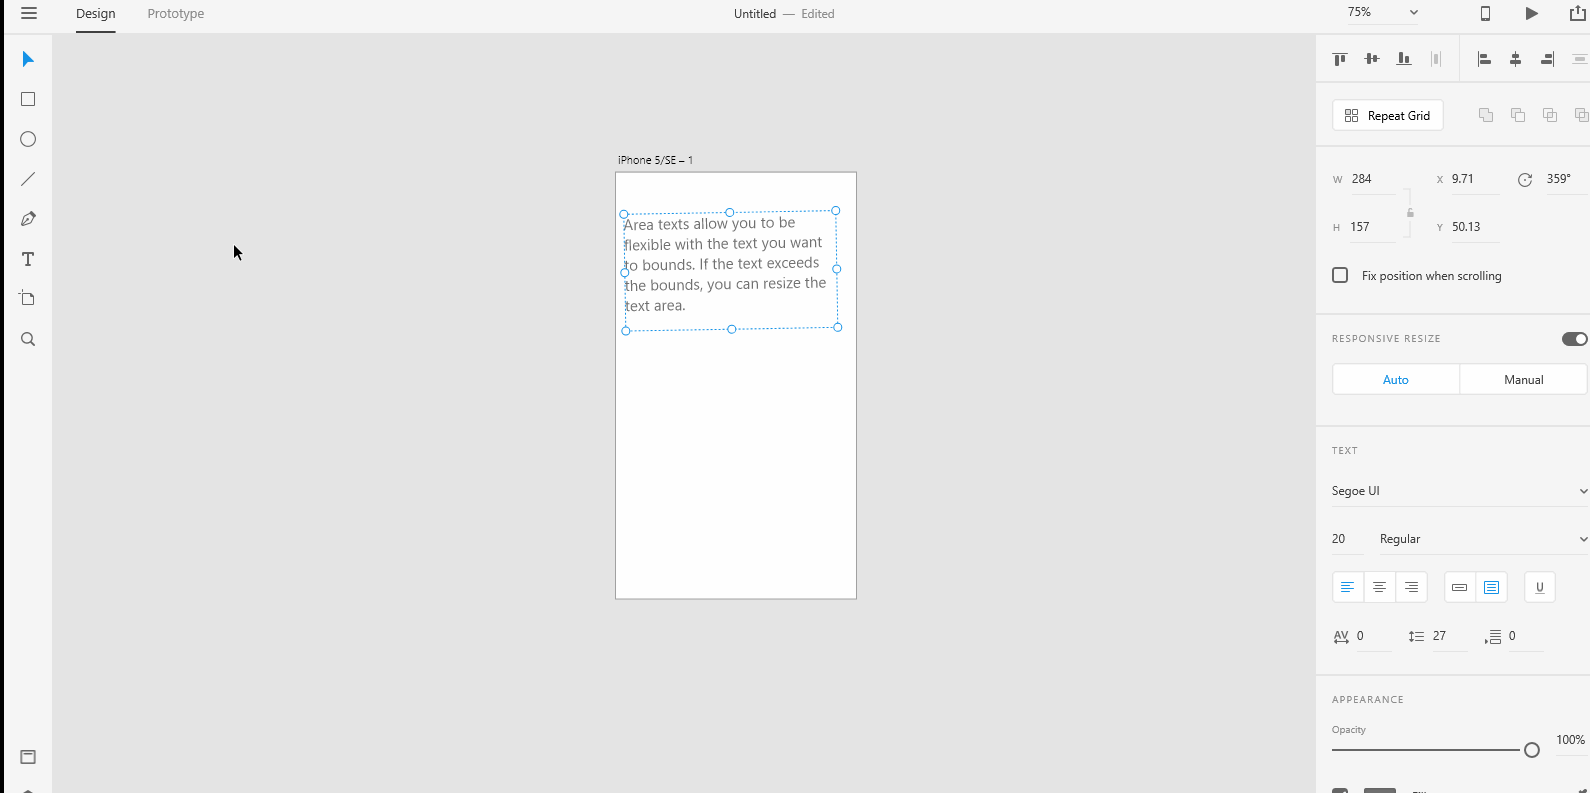 Design
Prototype
Untitled — Edited
75%
Repeat Grid
iPhone 5/SE – 1
W 284
X 9.71
359°
H 157
Y 50.13
Area texts allow you to be
flexible with the text you want
to bounds. If the text exceeds
the bounds, you can resize the
text area.
Fix position when scrolling
RESPONSIVE RESIZE
Auto
Manual
TEXT
Segoe UI
20
Regular
U
AV 0
27
0
APPEARANCE
Opacity
100%